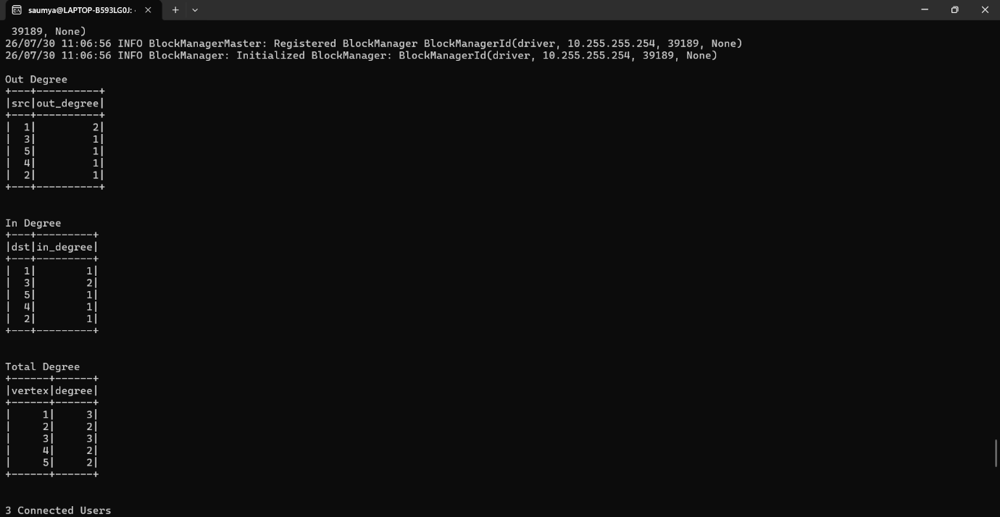 saumya@LAPTOP-B593LG0J: ·
 39189, None)
26/07/30 11:06:56 INFO BlockManagerMaster: Registered BlockManager BlockManagerId(driver, 10.255.255.254, 39189, None)
26/07/30 11:06:56 INFO BlockManager: Initialized BlockManager: BlockManagerId(driver, 10.255.255.254, 39189, None)
Out Degree
+---+----------+
|src|out_degree|
+---+----------+
|  1|         2|
|  3|         1|
|  5|         1|
|  4|         1|
|  2|         1|
+---+----------+
In Degree
+---+---------+
|dst|in_degree|
+---+---------+
|  1|        1|
|  3|        2|
|  5|        1|
|  4|        1|
|  2|        1|
+---+---------+
Total Degree
+------+------+
|vertex|degree|
+------+------+
|     1|     3|
|     2|     2|
|     3|     3|
|     4|     2|
|     5|     2|
+------+------+
3 Connected Users